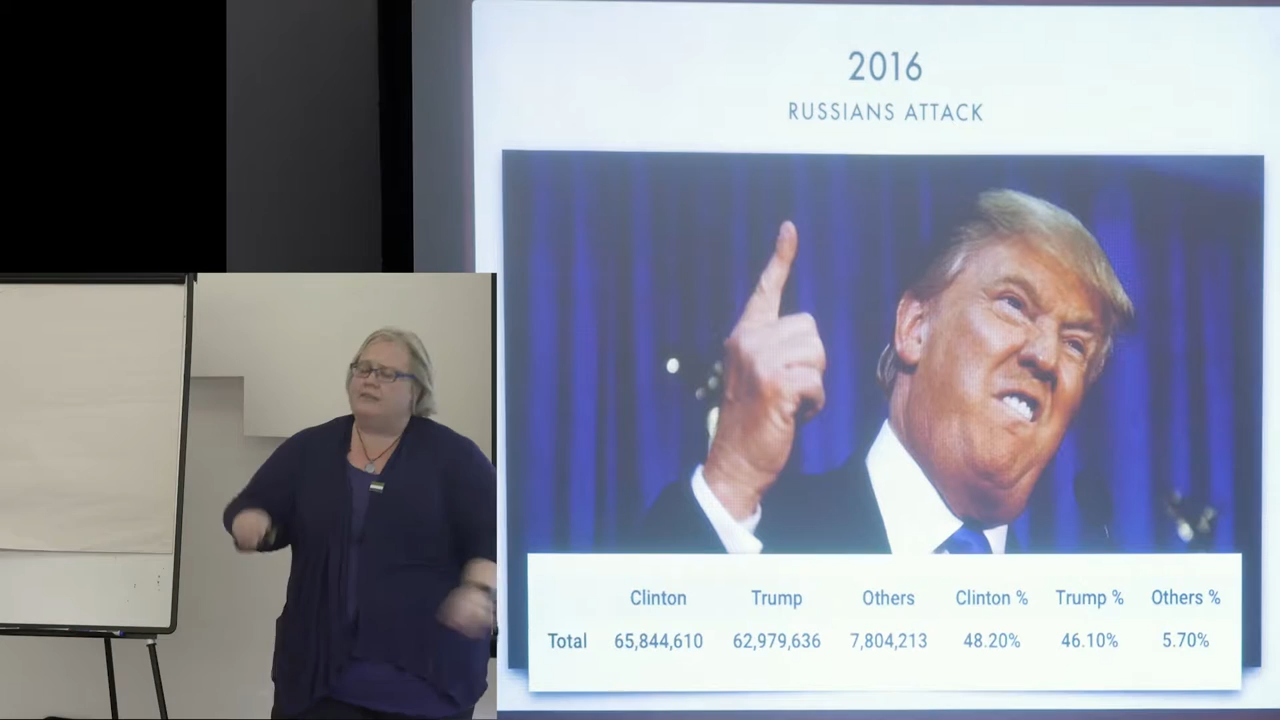 2016
RUSSIANS ATTACK
Clinton Trump Others Clinton % Trump % Others %
Total 65,844,610 62,979,636 7,804,213 48.20% 46.10% 5.70%